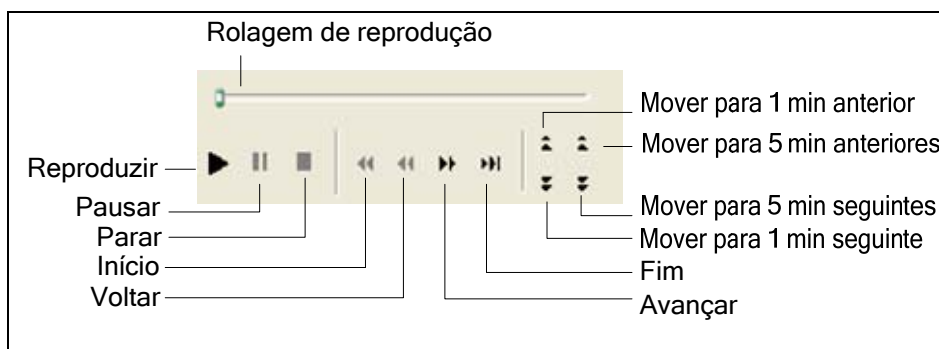 Rolagem de reprodução
Mover para 1 min anterior
Mover para 5 min anteriores
Reproduzir
Pausar
Mover para 5 min seguintes
Parar
Mover para 1 min seguinte
Início
Fim
Voltar
Avançar